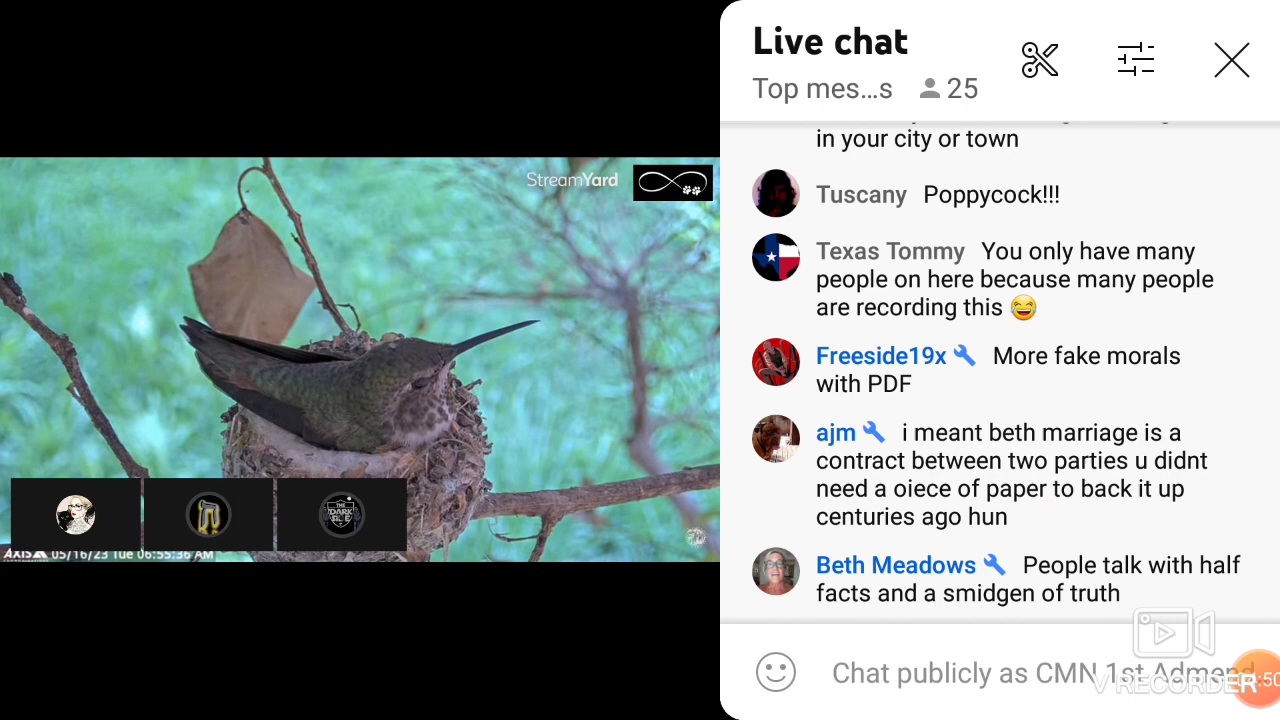 Live chat
Top mes...s 25
in your city or town
Tuscany Poppycock!!!
Texas Tommy You only have many
people on here because many people
are recording this 😂
Freeside19x More fake morals
with PDF
ajm i meant beth marriage is a
contract between two parties u didnt
need a oiece of paper to back it up
centuries ago hun
Beth Meadows People talk with half
facts and a smidgen of truth
Chat publicly as CMN 1st Admend
V RECORDER
:50
StreamYard
THE
DARK
AXIS 05/16/23 Tue 06:55:36 AM